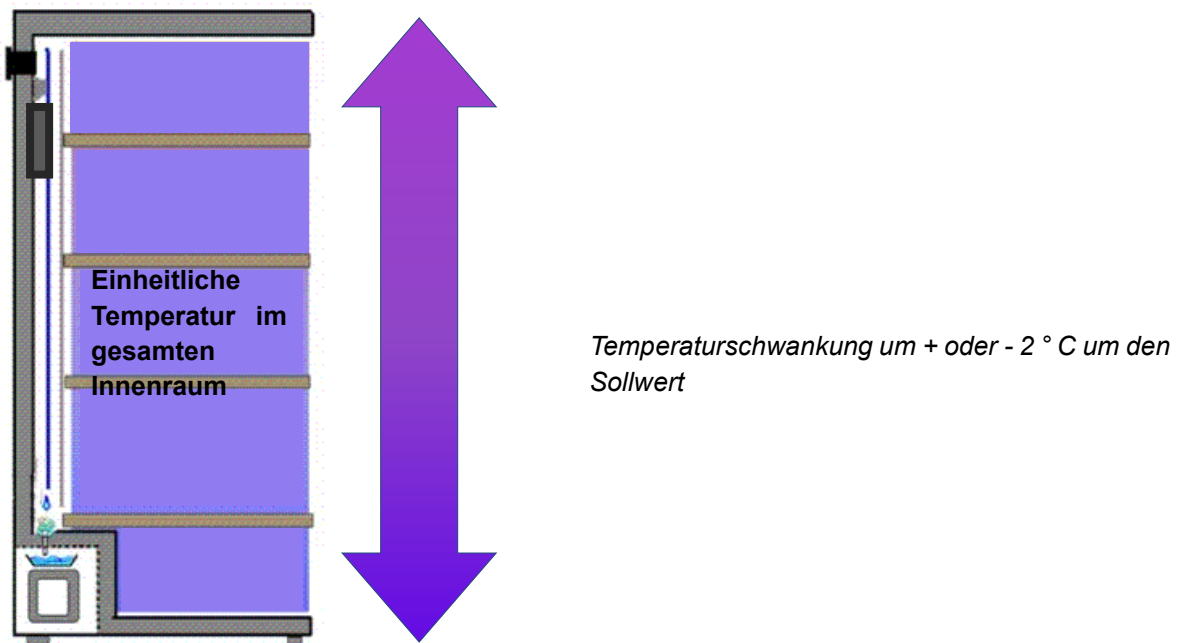 Einheitliche
Temperatur im
gesamten
Innenraum
Temperaturschwankung um + oder - 2 ° C um den
Sollwert